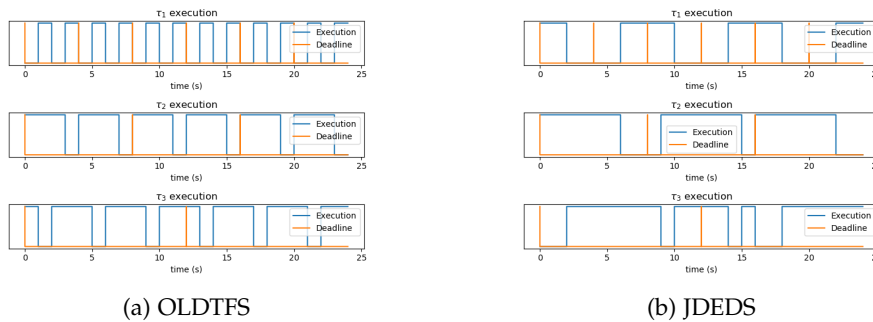 τ1 execution
Execution
Deadline
0 5 10 15 20 25
time (s)
τ2 execution
Execution
Deadline
0 5 10 15 20 25
time (s)
τ3 execution
Execution
Deadline
0 5 10 15 20 25
time (s)
(a) OLDTFS
τ1 execution
Execution
Deadline
0 5 10 15 20
time (s)
τ2 execution
Execution
Deadline
0 5 10 15 20
time (s)
τ3 execution
Execution
Deadline
0 5 10 15 20
time (s)
(b) JDEDS